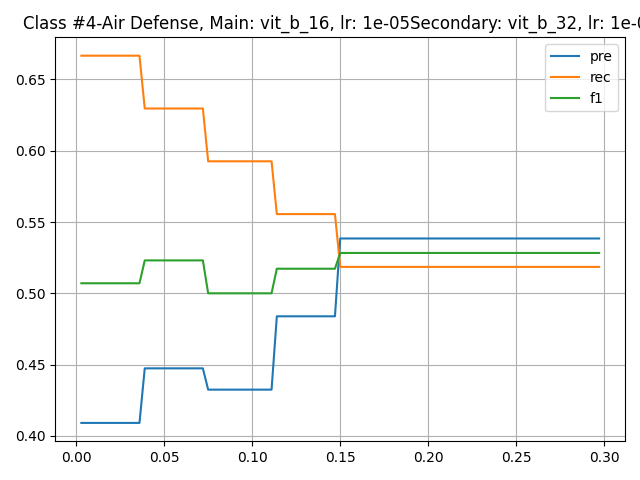 Class #4-Air Defense, Main: vit_b_16, lr: 1e-05Secondary: vit_b_32, lr: 1e-0
pre
rec
f1
0.65
0.60
0.55
0.50
0.45
0.40
0.00 0.05 0.10 0.15 0.20 0.25 0.30